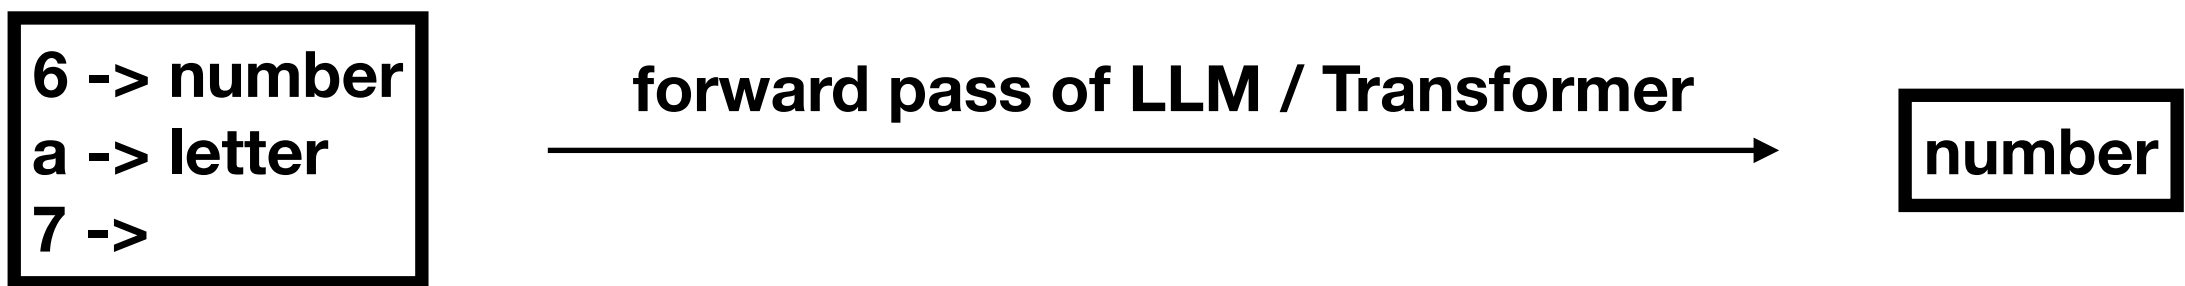 6 -> number
a -> letter
7 ->
forward pass of LLM / Transformer
number